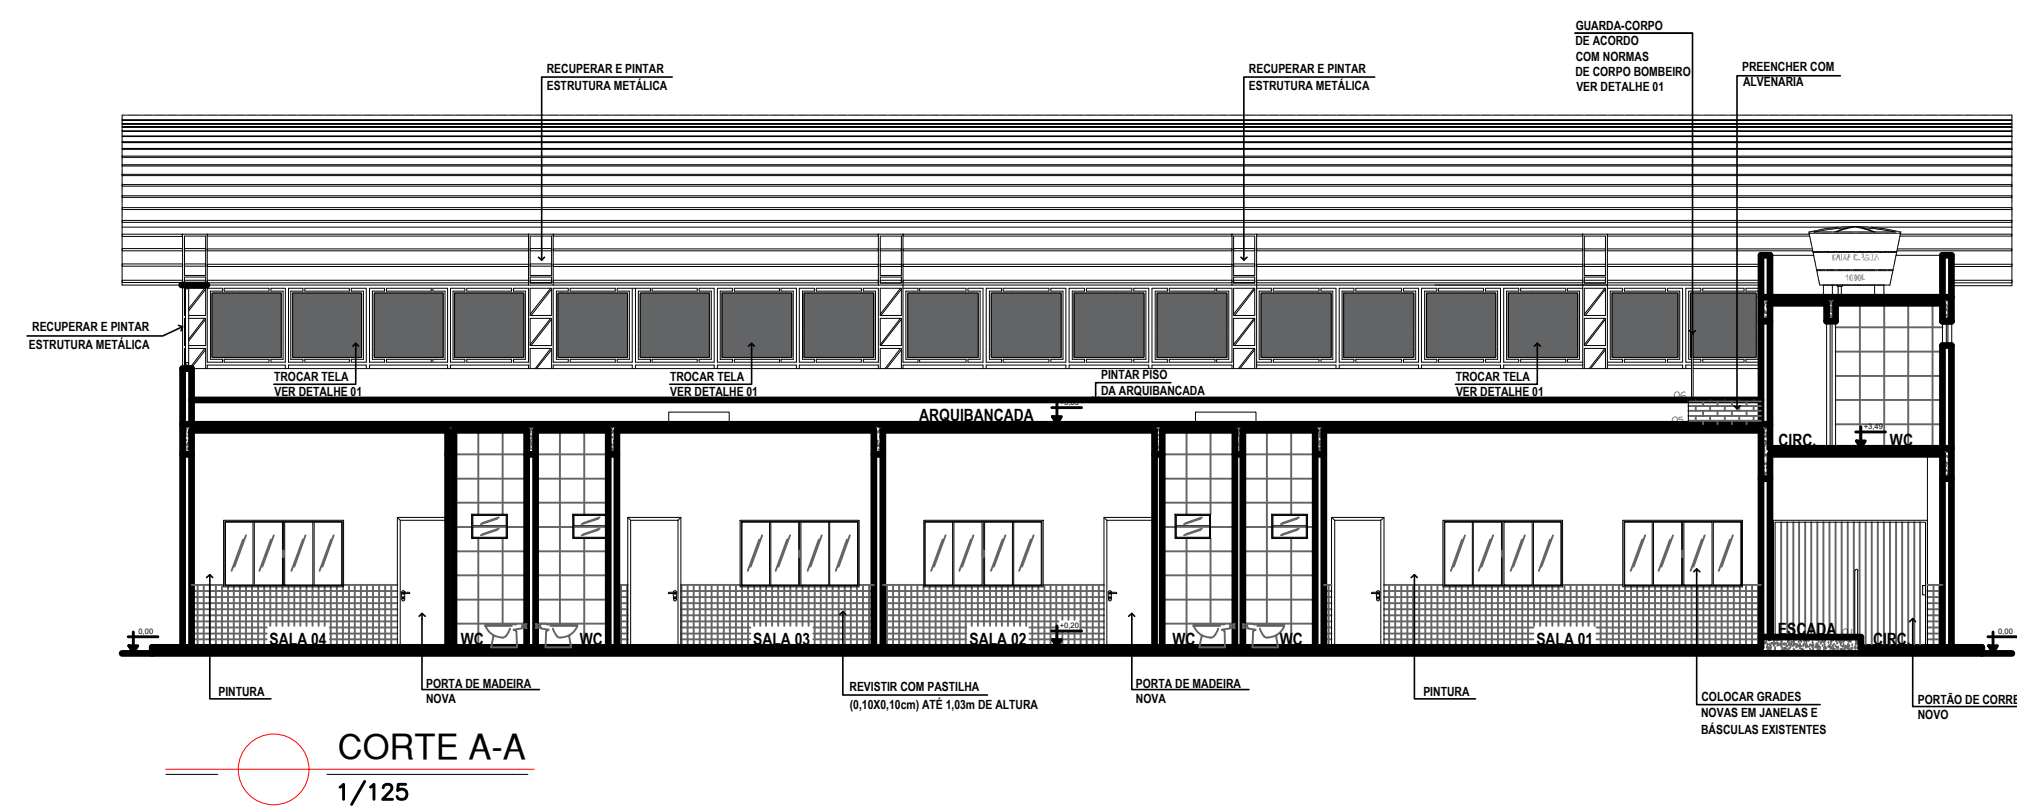 GUARDA-CORPO
DE ACORDO
COM NORMAS
DE CORPO BOMBEIRO
VER DETALHE 01
RECUPERAR E PINTAR
ESTRUTURA METÁLICA
RECUPERAR E PINTAR
ESTRUTURA METÁLICA
PREENCHER COM
ALVENARIA
1000L
RECUPERAR E PINTAR
ESTRUTURA METÁLICA
TROCAR TELA
VER DETALHE 01
TROCAR TELA
VER DETALHE 01
PINTAR PISO
DA ARQUIBANCADA
TROCAR TELA
VER DETALHE 01
ARQUIBANCADA
06
05
+3,49
CIRC.
WC
0,00
SALA 04
WC
WC
SALA 03
SALA 02
+0,20
WC
WC
SALA 01
ESCADA
CIRC.
0,00
PINTURA
PORTA DE MADEIRA
NOVA
REVISTIR COM PASTILHA
(0,10X0,10cm) ATÉ 1,03m DE ALTURA
PORTA DE MADEIRA
NOVA
PINTURA
COLOCAR GRADES
NOVAS EM JANELAS E
BÁSCULAS EXISTENTES
PORTÃO DE CORRE
NOVO
CORTE A-A
1/125